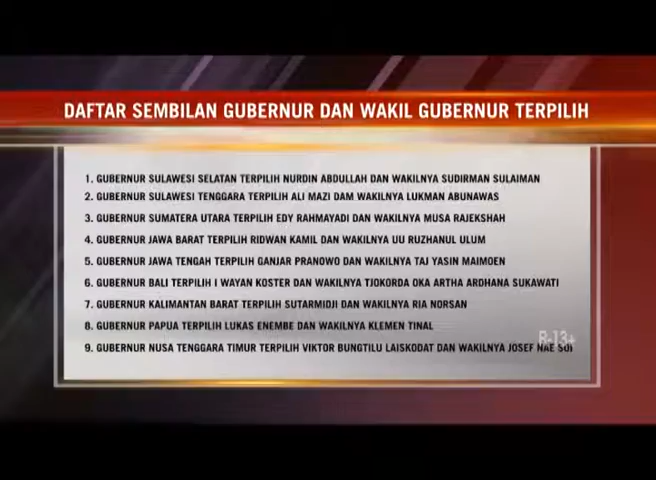 DAFTAR SEMBILAN GUBERNUR DAN WAKIL GUBERNUR TERPILIH
1. GUBERNUR SULAWESI SELATAN TERPILIH NURDIN ABDULLAH DAN WAKILNYA SUDIRMAN SULAIMAN
2. GUBERNUR SULAWESI TENGGARA TERPILIH ALI MAZI DAM WAKILNYA LUKMAN ABUNAWAS
3. GUBERNUR SUMATERA UTARA TERPILIH EDY RAHMAYADI DAN WAKILNYA MUSA RAJEKSHAH
4. GUBERNUR JAWA BARAT TERPILIH RIDWAN KAMIL DAN WAKILNYA UU RUZHANUL ULUM
5. GUBERNUR JAWA TENGAH TERPILIH GANJAR PRANOWO DAN WAKILNYA TAJ YASIN MAIMOEN
6. GUBERNUR BALI TERPILIH I WAYAN KOSTER DAN WAKILNYA TJOKORDA OKA ARTHA ARDHANA SUKAWATI
7. GUBERNUR KALIMANTAN BARAT TERPILIH SUTARMIDJI DAN WAKILNYA RIA NORSAN
8. GUBERNUR PAPUA TERPILIH LUKAS ENEMBE DAN WAKILNYA KLEMEN TINAL
R-13+
9. GUBERNUR NUSA TENGGARA TIMUR TERPILIH VIKTOR BUNGTILU LAISKODAT DAN WAKILNYA JOSEF NAE SOI